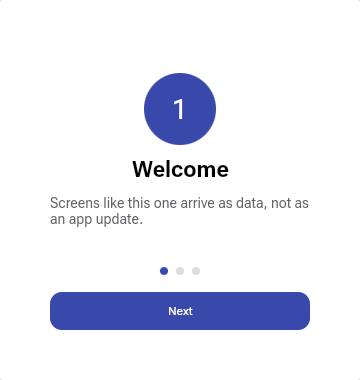 1
Welcome
Screens like this one arrive as data, not as
an app update.
Next